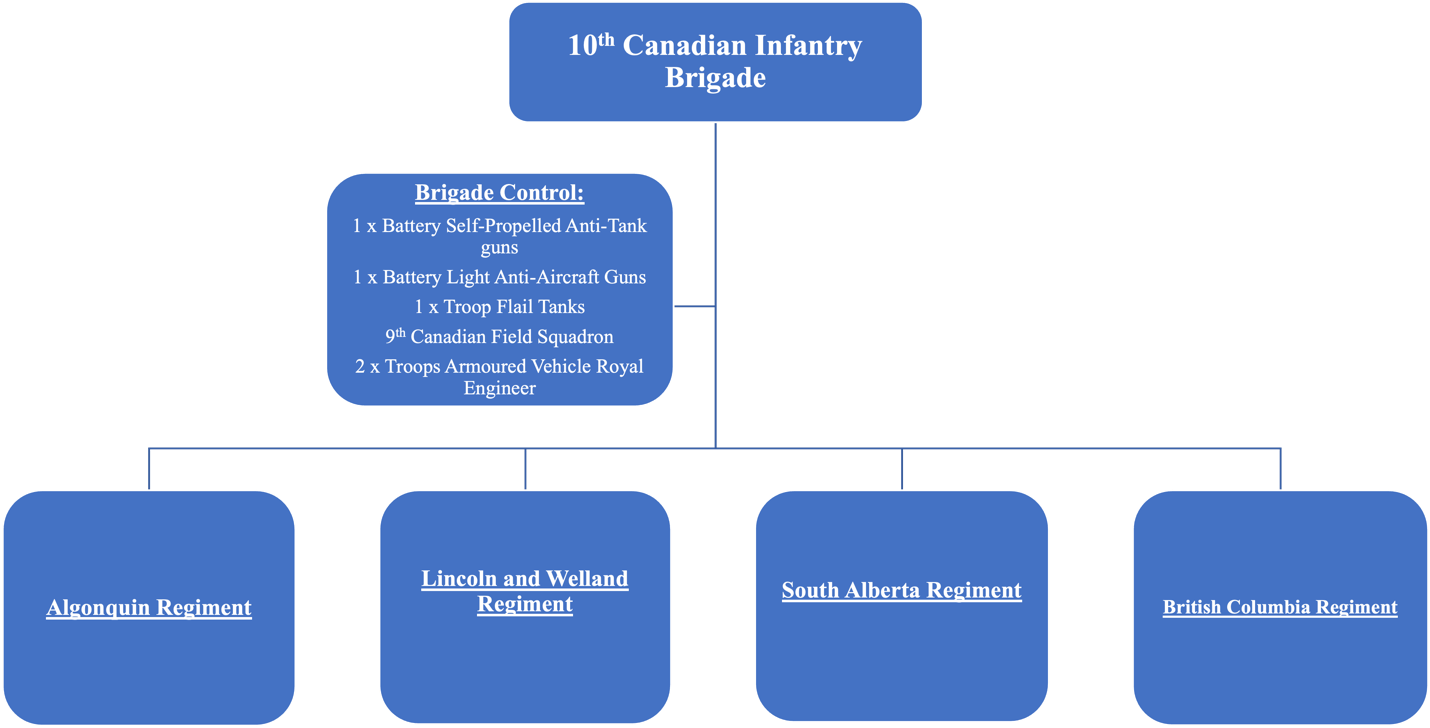 10th Canadian Infantry
Brigade
Brigade Control:
1 x Battery Self-Propelled Anti-Tank
guns
1 x Battery Light Anti-Aircraft Guns
1 x Troop Flail Tanks
9th Canadian Field Squadron
2 x Troops Armoured Vehicle Royal
Engineer
Algonquin Regiment
Lincoln and Welland
Regiment
South Alberta Regiment
British Columbia Regiment